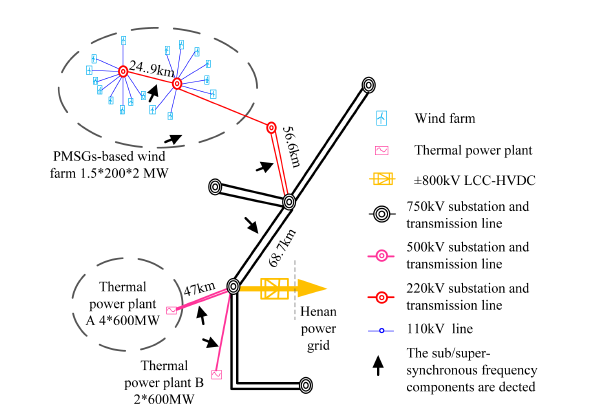 24..9km
56.6km
PMSGs-based wind
farm 1.5*200*2 MW
68.7km
Thermal
power plant
A 4*600MW
47km
Henan
power
grid
Thermal
power plant B
2*600MW
Wind farm
Thermal power plant
±800kV LCC-HVDC
750kV substation and
transmission line
500kV substation and
transmission line
220kV substation and
transmission line
110kV line
The sub/super-
synchronous frequency
components are dected